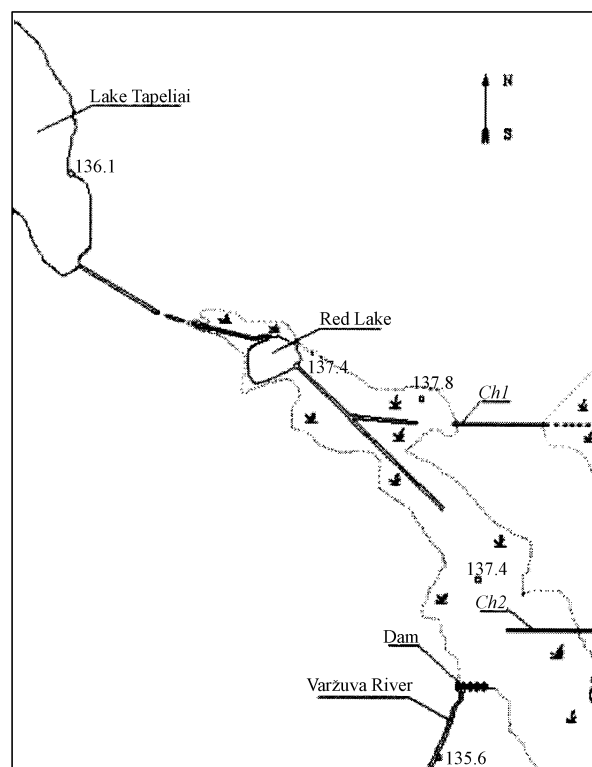 N
Lake Tapeliai
S
136.1
Red Lake
137.4
137.8
Ch1
137.4
Ch2
Dam
Varžuva River
135.6